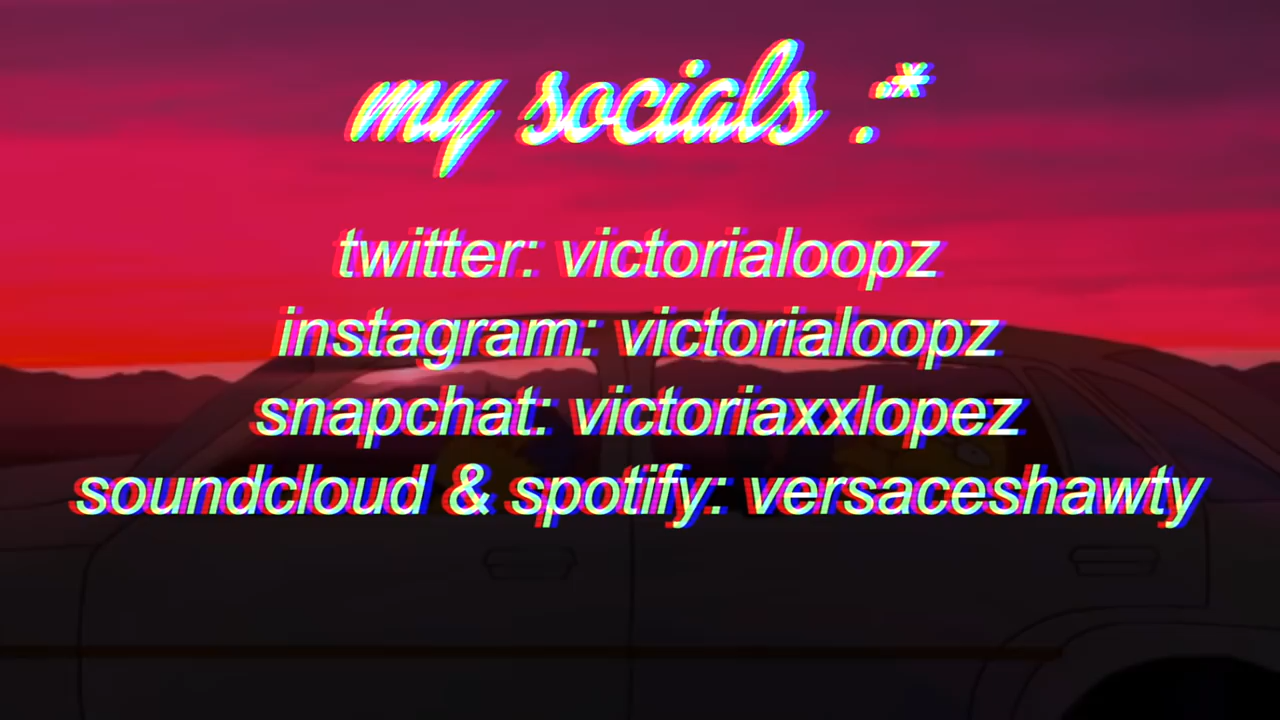 my socials :*
twitter: victorialoopz
instagram: victorialoopz
snapchat: victoriaxxlopez
soundcloud & spotify: versaceshawty